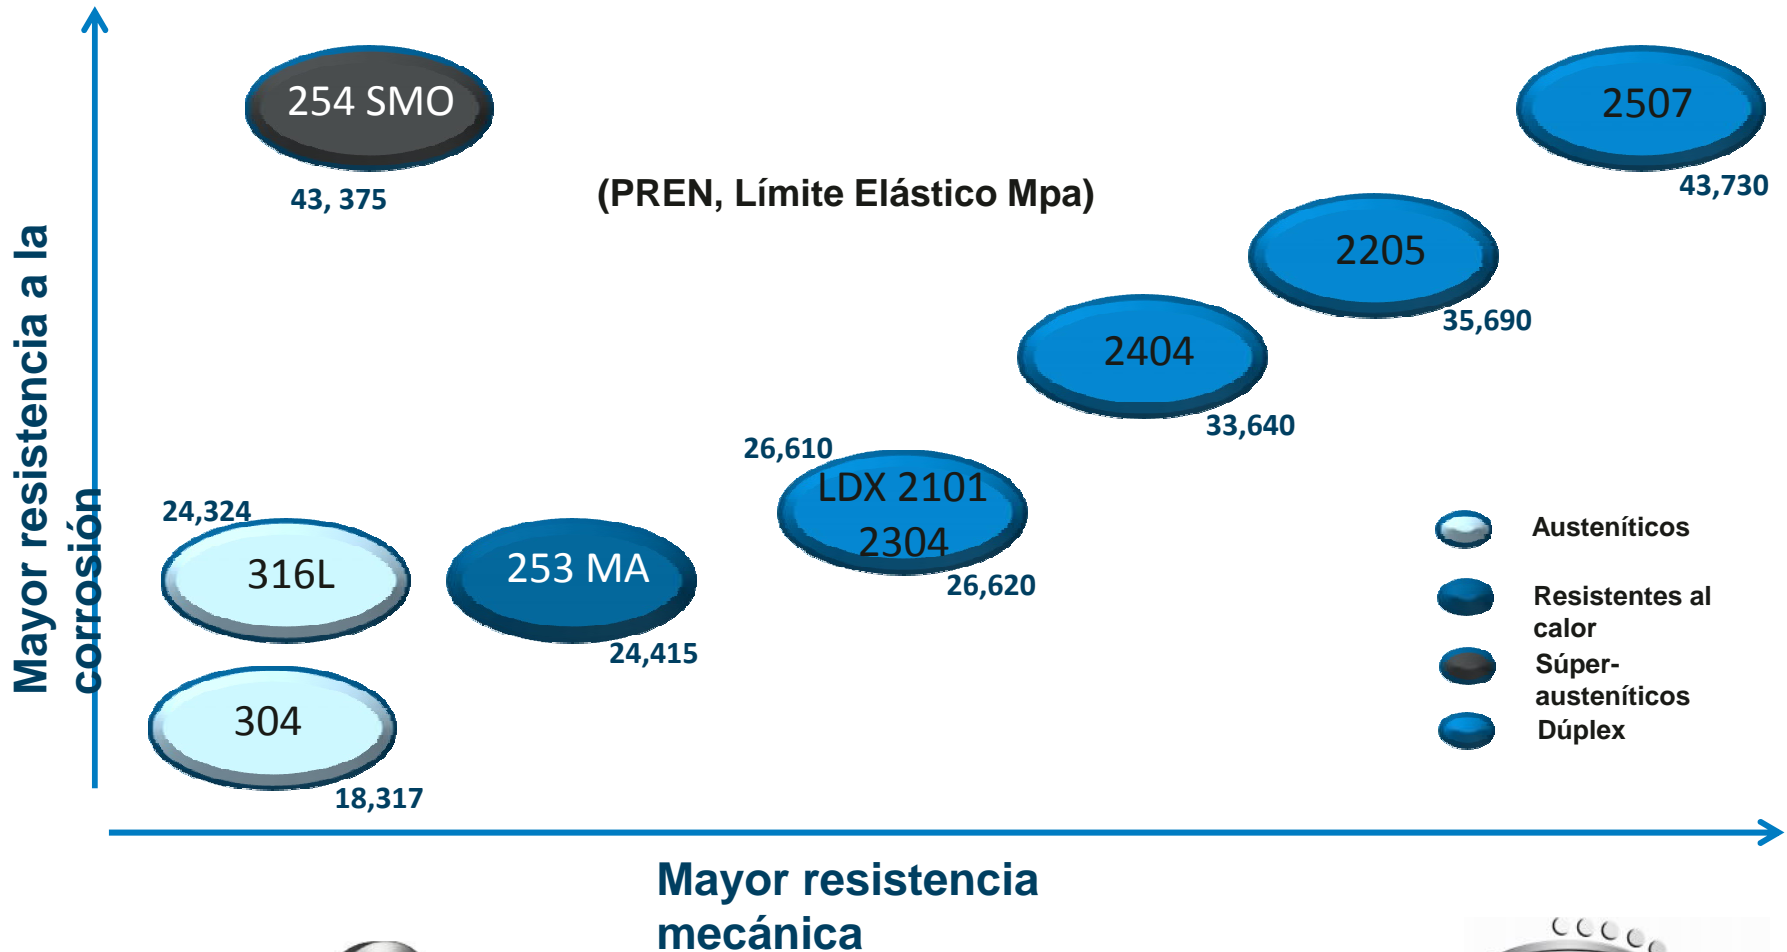 254 SMO
43, 375
(PREN, Límite Elástico Mpa)
2507
43,730
2205
35,690
2404
33,640
26,610
LDX 2101
2304
26,620
24,324
316L
253 MA
24,415
304
18,317
Mayor resistencia a la
corrosión
Austeníticos
Resistentes al
calor
Súper-
austeníticos
Dúplex
Mayor resistencia
mecánica